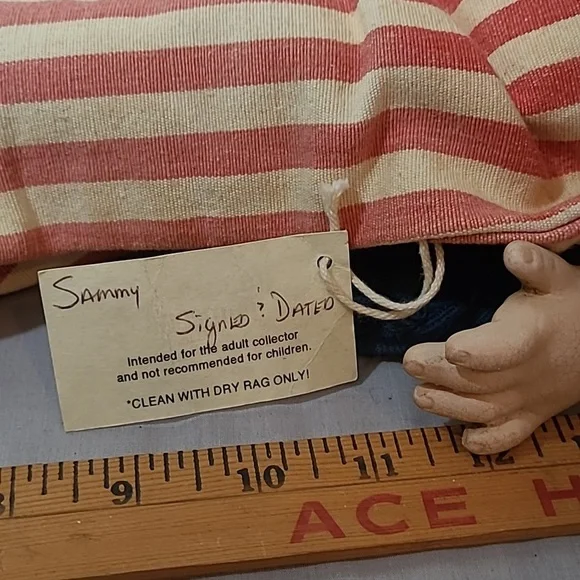 Sammy
Signed & Dated
Intended for the adult collector
and not recommended for children.
*CLEAN WITH DRY RAG ONLY!
9 10 11 12
ACE H